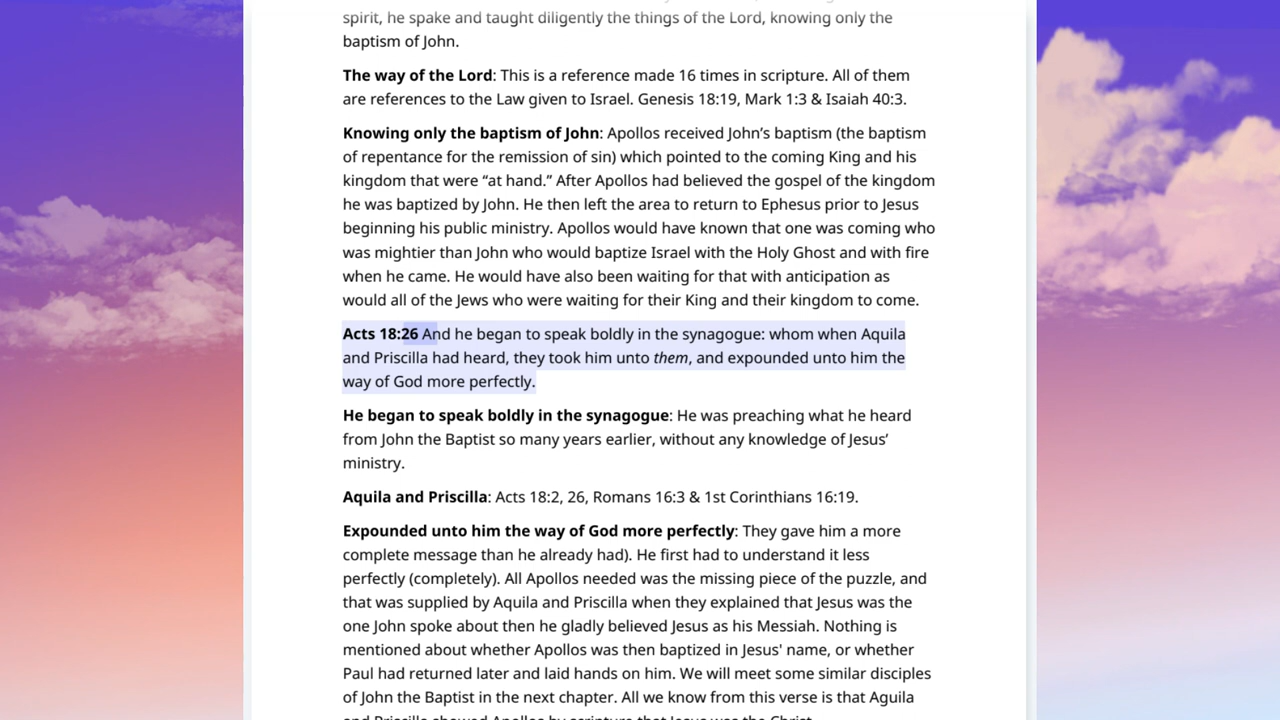 spirit, he spake and taught diligently the things of the Lord, knowing only the
baptism of John.
The way of the Lord: This is a reference made 16 times in scripture. All of them
are references to the Law given to Israel. Genesis 18:19, Mark 1:3 & Isaiah 40:3.
Knowing only the baptism of John: Apollos received John’s baptism (the baptism
of repentance for the remission of sin) which pointed to the coming King and his
kingdom that were “at hand.” After Apollos had believed the gospel of the kingdom
he was baptized by John. He then left the area to return to Ephesus prior to Jesus
beginning his public ministry. Apollos would have known that one was coming who
was mightier than John who would baptize Israel with the Holy Ghost and with fire
when he came. He would have also been waiting for that with anticipation as
would all of the Jews who were waiting for their King and their kingdom to come.
Acts 18:26 And he began to speak boldly in the synagogue: whom when Aquila
and Priscilla had heard, they took him unto them, and expounded unto him the
way of God more perfectly.
He began to speak boldly in the synagogue: He was preaching what he heard
from John the Baptist so many years earlier, without any knowledge of Jesus’
ministry.
Aquila and Priscilla: Acts 18:2, 26, Romans 16:3 & 1st Corinthians 16:19.
Expounded unto him the way of God more perfectly: They gave him a more
complete message than he already had). He first had to understand it less
perfectly (completely). All Apollos needed was the missing piece of the puzzle, and
that was supplied by Aquila and Priscilla when they explained that Jesus was the
one John spoke about then he gladly believed Jesus as his Messiah. Nothing is
mentioned about whether Apollos was then baptized in Jesus' name, or whether
Paul had returned later and laid hands on him. We will meet some similar disciples
of John the Baptist in the next chapter. All we know from this verse is that Aguila
and Priscilla showed Apollos by scripture that Jesus was the Christ.